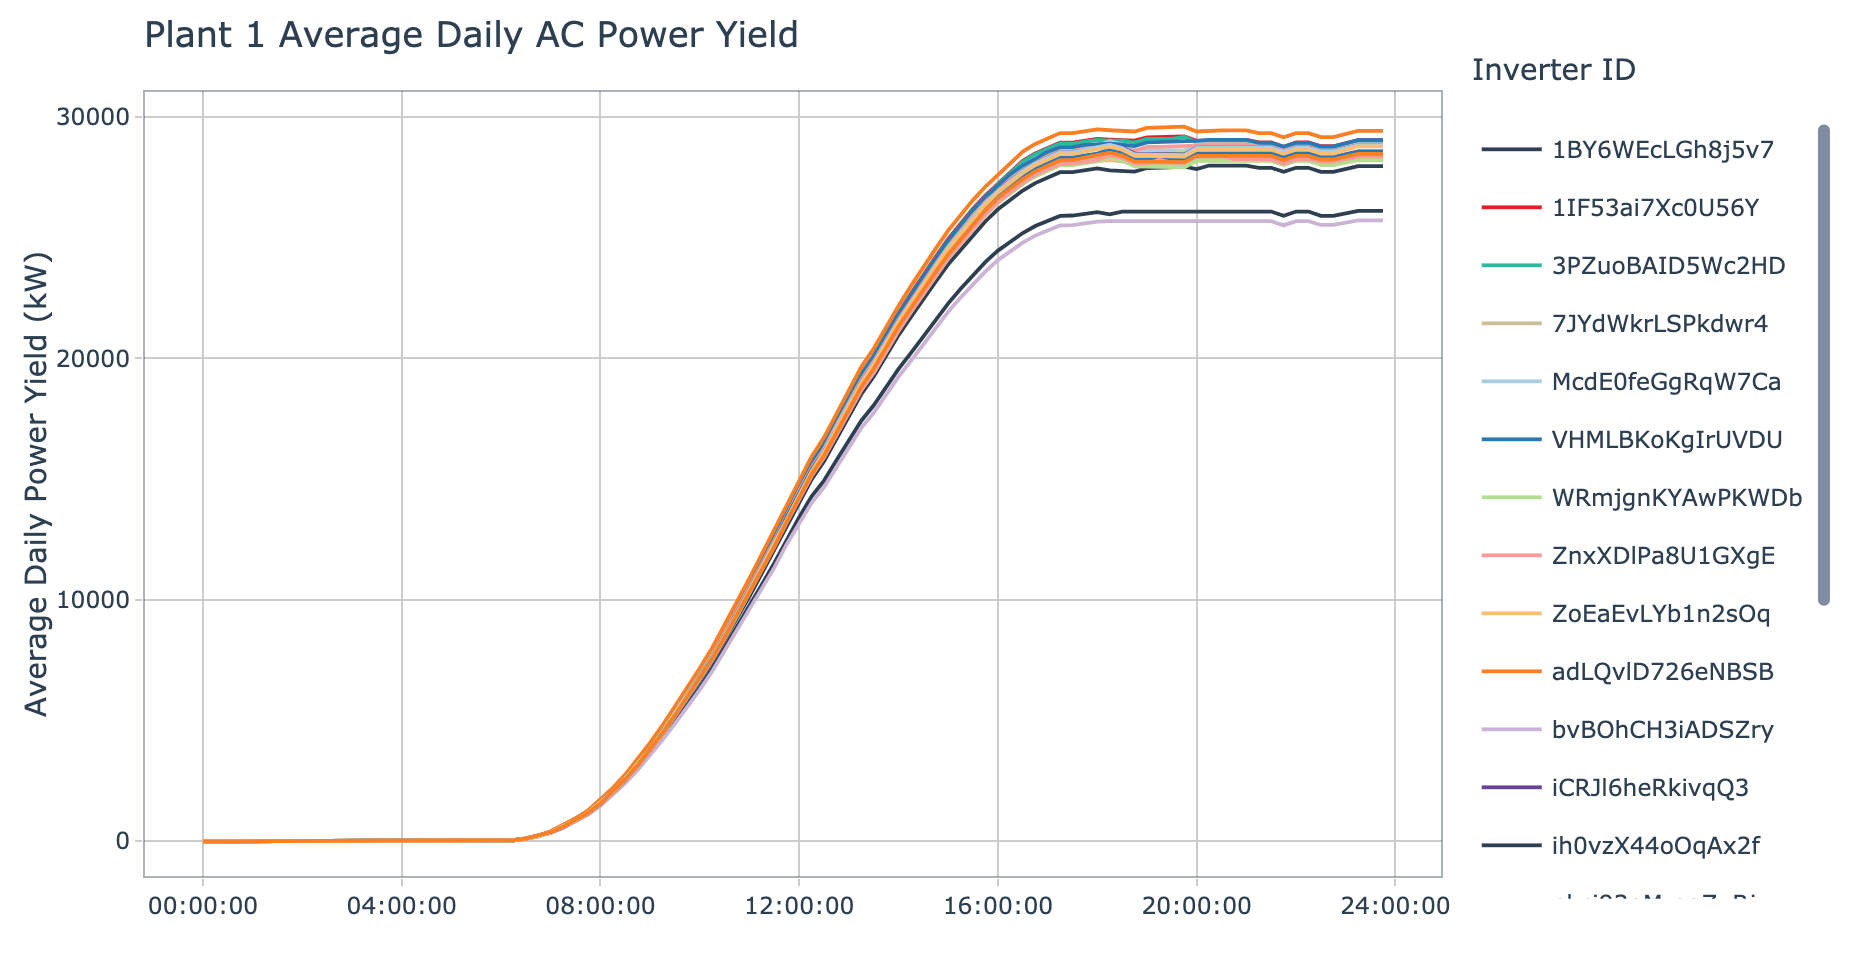 Plant 1 Average Daily AC Power Yield
Average Daily Power Yield (kW)
30000
20000
10000
0
00:00:00 04:00:00 08:00:00 12:00:00 16:00:00 20:00:00 24:00:00
Inverter ID
1BY6WEcLGh8j5v7
1IF53ai7Xc0U56Y
3PZuoBAID5Wc2HD
7JYdWkrLSPkdwr4
McdE0feGgRqW7Ca
VHMLBKoKgIrUVDU
WRmjgnKYAwPKWDb
ZnxXDlPa8U1GXgE
ZoEaEvLYb1n2sOq
adLQvlD726eNBSB
bvBOhCH3iADSZry
iCRJl6heRkivqQ3
ih0vzX44oOqAx2f